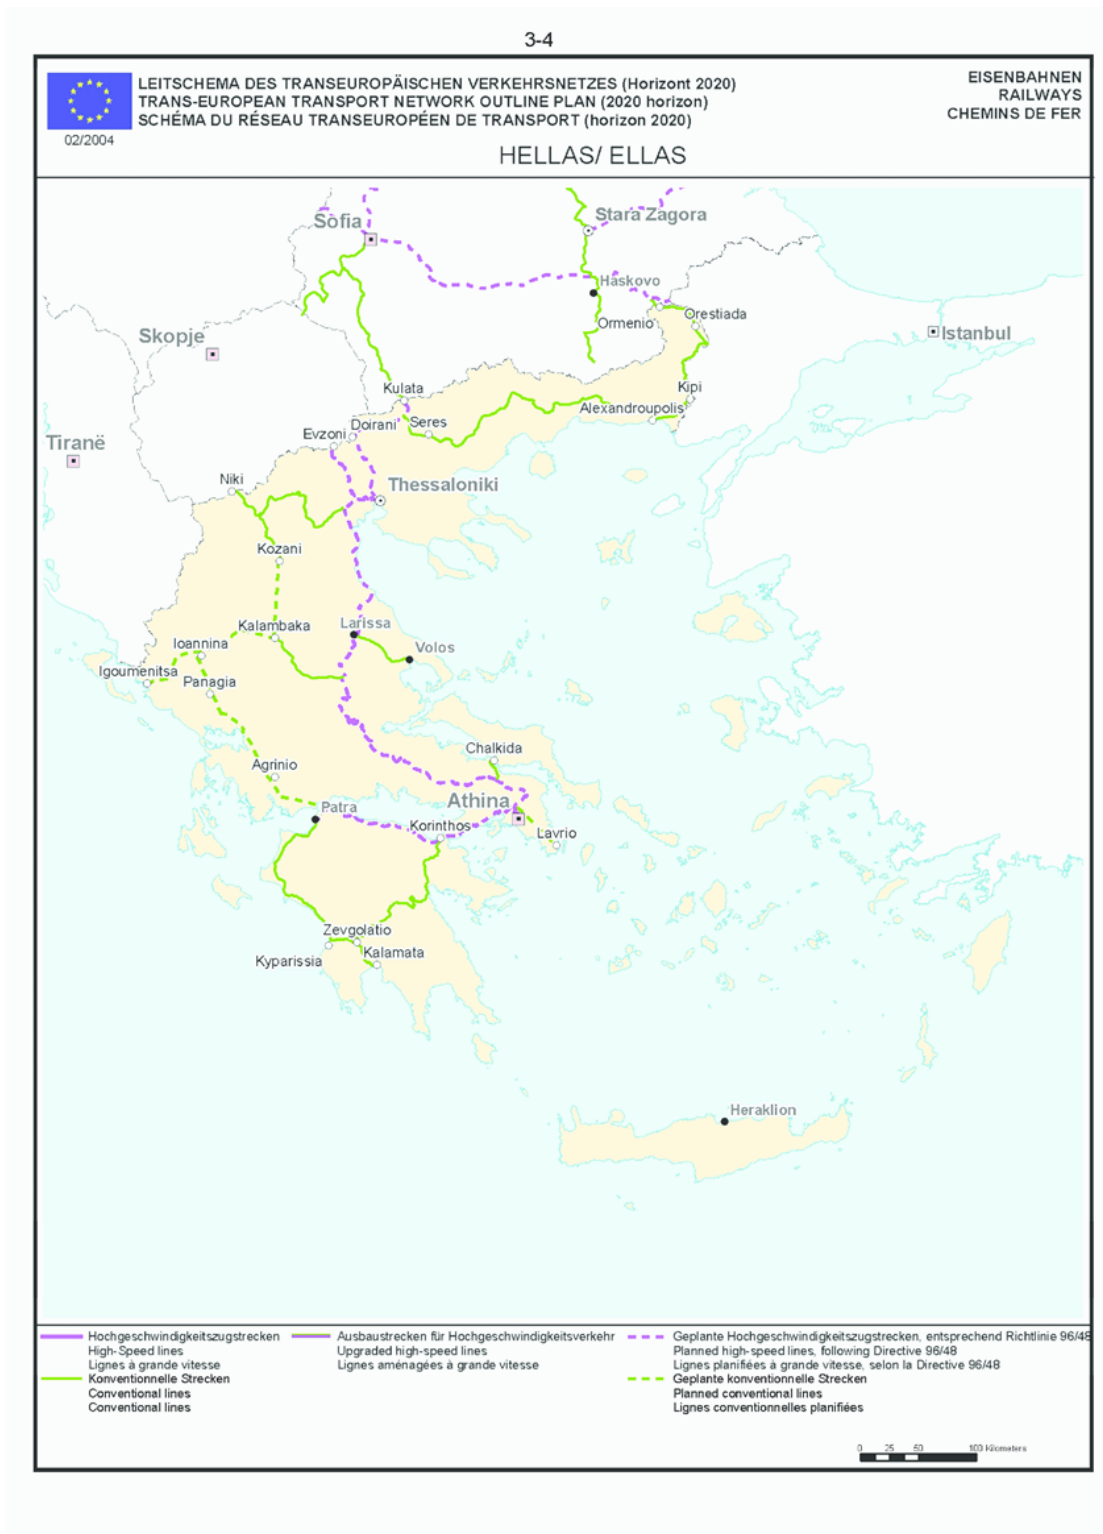 3-4
LEITSCHEMA DES TRANSEUROPÄISCHEN VERKEHRSNETZES (Horizont 2020)
TRANS-EUROPEAN TRANSPORT NETWORK OUTLINE PLAN (2020 horizon)
SCHÉMA DU RÉSEAU TRANSEUROPÉEN DE TRANSPORT (horizon 2020)
EISENBAHNEN
RAILWAYS
CHEMINS DE FER
02/2004
HELLAS/ ELLAS
Sofia
Stara Zagora
Haskovo
Ormenio
Orestiada
Skopje
Istanbul
Kulata
Kipi
Alexandroupolis
Doirani
Seres
Evzoni
Tiranë
Niki
Thessaloniki
Kozani
Larissa
Kalambaka
Ioannina
Volos
Igoumenitsa
Panagia
Chalkida
Agrinio
Athina
Patra
Korinthos
Lavrio
Zevgolatio
Kyparissia
Kalamata
Heraklion
Hochgeschwindigkeitszugstrecken
High-Speed lines
Lignes à grande vitesse
Konventionelle Strecken
Conventional lines
Conventional lines
Ausbaustrecken für Hochgeschwindigkeitsverkehr
Upgraded high-speed lines
Lignes aménagées à grande vitesse
Geplante Hochgeschwindigkeitszugstrecken, entsprechend Richtlinie 96/48
Planned high-speed lines, following Directive 96/48
Lignes planifiées à grande vitesse, selon la Directive 96/48
Geplante konventionelle Strecken
Planned conventional lines
Lignes conventionnelles planifiées
0 25 50 100 Kilometers